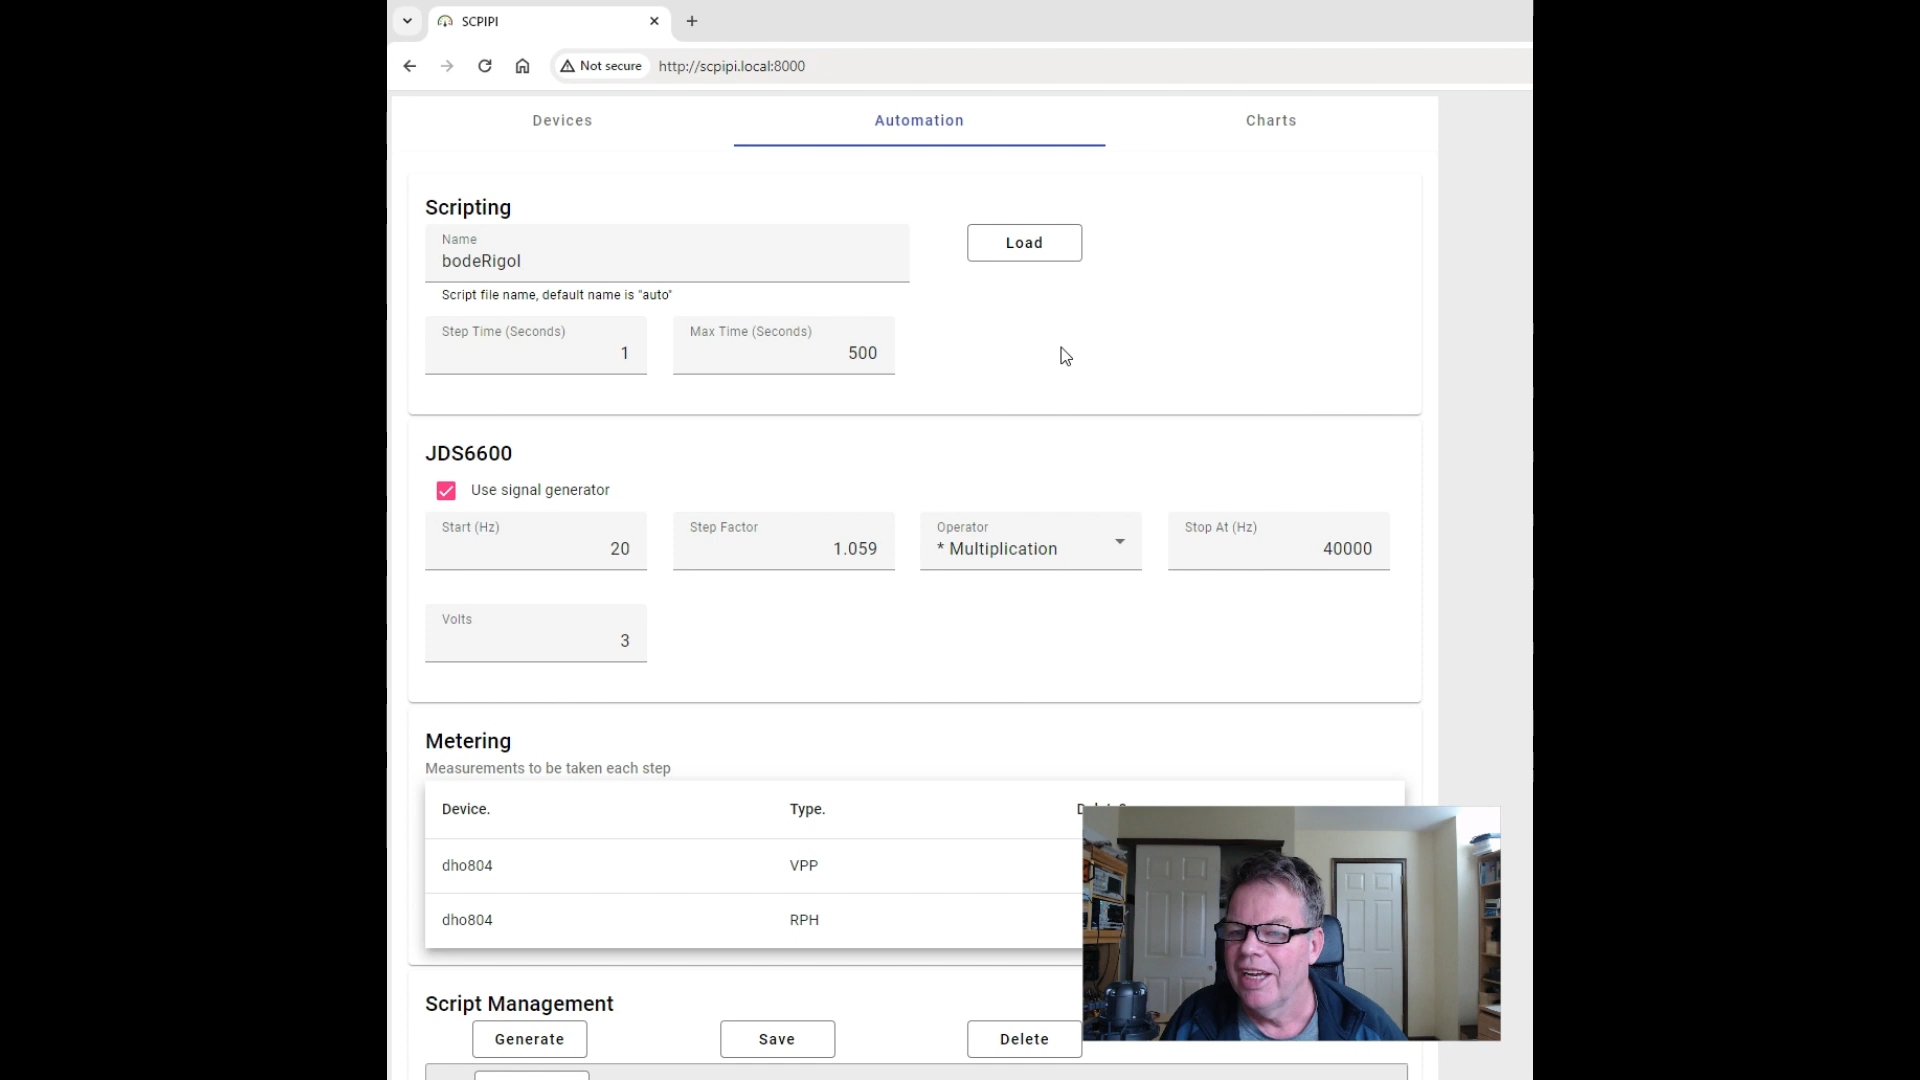 SCPIPI
Not secure http://scpipi.local:8000
Devices Automation Charts
Scripting
Name
bodeRigol
Load
Script file name, default name is "auto"
Step Time (Seconds) Max Time (Seconds)
1 500
JDS6600
Use signal generator
Start (Hz) Step Factor Operator Stop At (Hz)
20 1.059 * Multiplication 40000
Volts
3
Metering
Measurements to be taken each step
Device. Type.
dho804 VPP
dho804 RPH
Script Management
Generate Save Delete